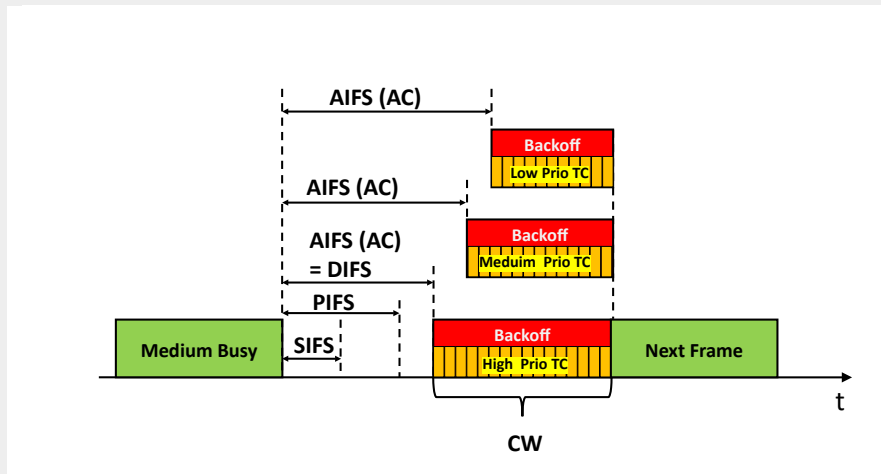 AIFS (AC)
Backoff
Low Prio TC
AIFS (AC)
Backoff
Meduim Prio TC
AIFS (AC)
= DIFS
PIFS
SIFS
Medium Busy
Backoff
High Prio TC
Next Frame
t
CW